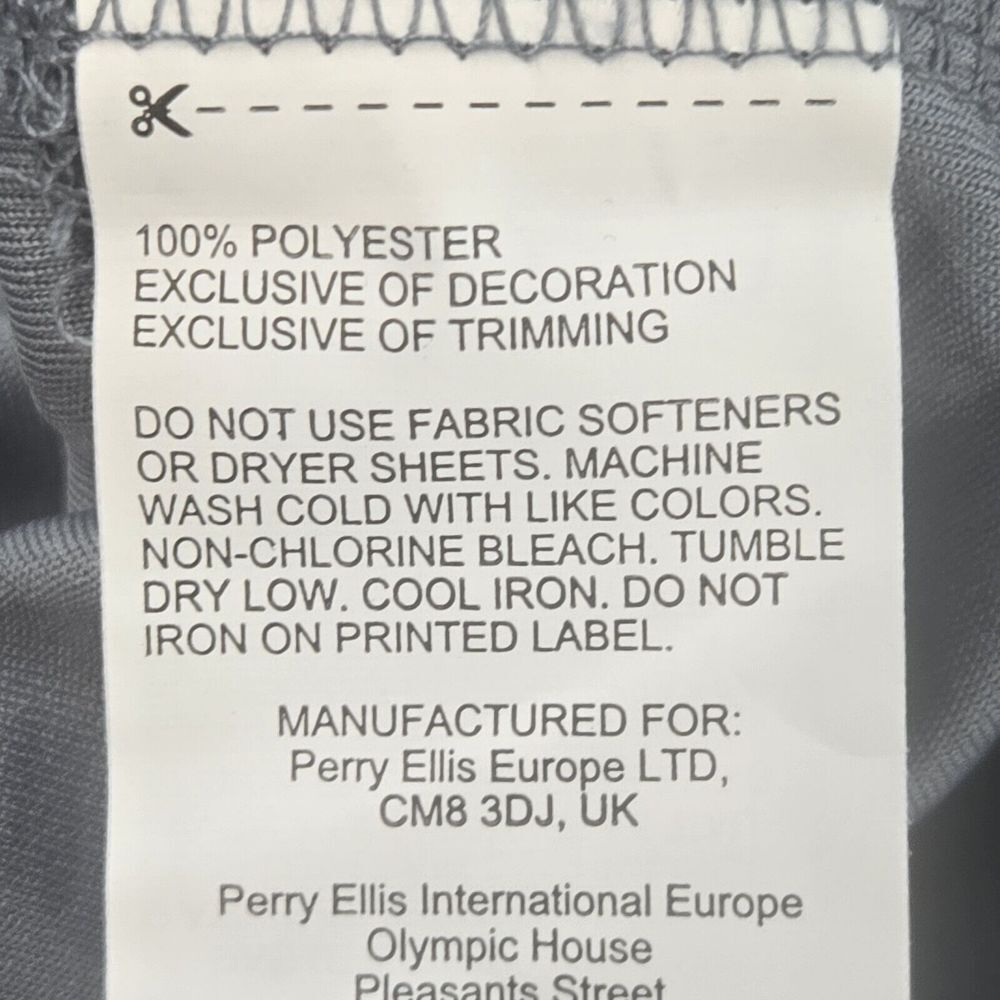 100% POLYESTER
EXCLUSIVE OF DECORATION
EXCLUSIVE OF TRIMMING
DO NOT USE FABRIC SOFTENERS
OR DRYER SHEETS. MACHINE
WASH COLD WITH LIKE COLORS.
NON-CHLORINE BLEACH. TUMBLE
DRY LOW. COOL IRON. DO NOT
IRON ON PRINTED LABEL.
MANUFACTURED FOR:
Perry Ellis Europe LTD,
CM8 3DJ, UK
Perry Ellis International Europe
Olympic House
Pleasants Street